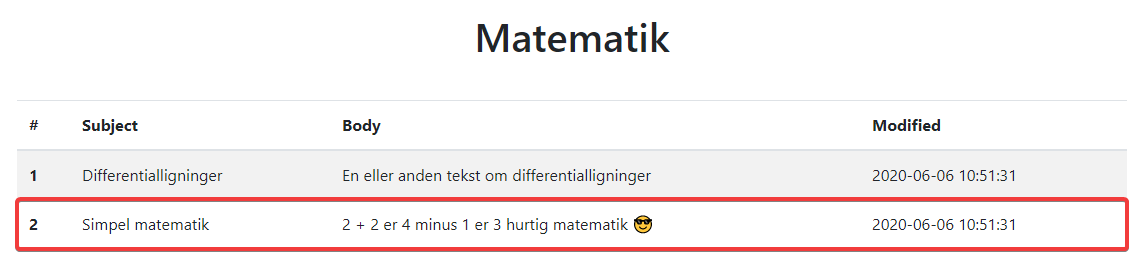 Matematik
# Subject Body Modified
1 Differentialligninger En eller anden tekst om differentialligninger 2020-06-06 10:51:31
2 Simpel matematik 2 + 2 er 4 minus 1 er 3 hurtig matematik 😎 2020-06-06 10:51:31